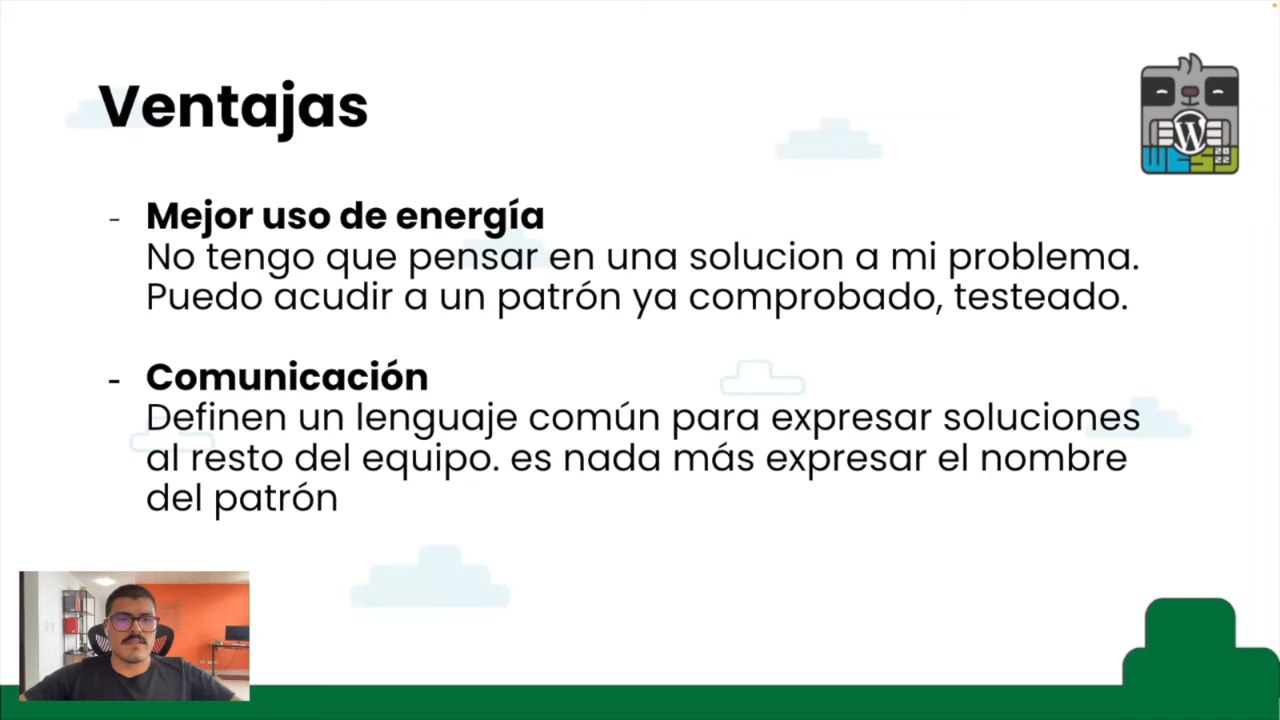 Ventajas
- Mejor uso de energía
No tengo que pensar en una solucion a mi problema.
Puedo acudir a un patrón ya comprobado, testeado.
- Comunicación
Definen un lenguaje común para expresar soluciones
al resto del equipo. es nada más expresar el nombre
del patrón
W
WCSJ
2022